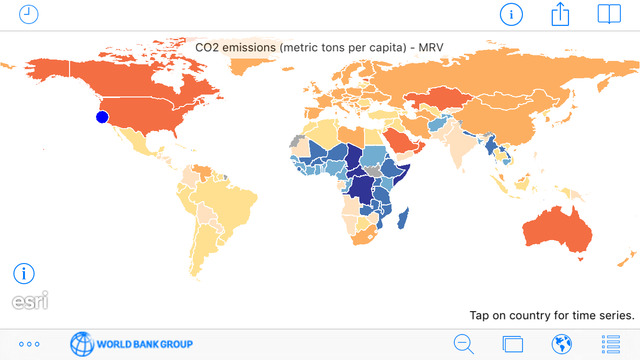 CO2 emissions (metric tons per capita) - MRV
esri
Tap on country for time series.
WORLD BANK GROUP